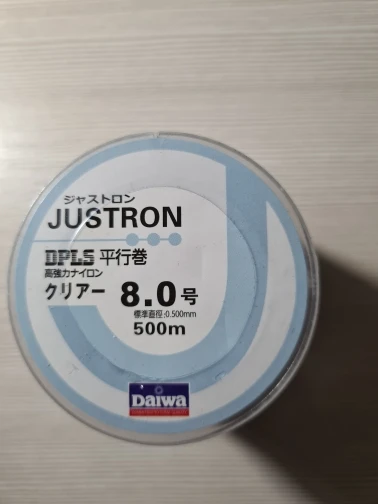 ジャストロン
JUSTRON
DPLS 平行巻
高強力ナイロン
クリアー 8.0号
標準直径:0.500mm
500m
Daiwa